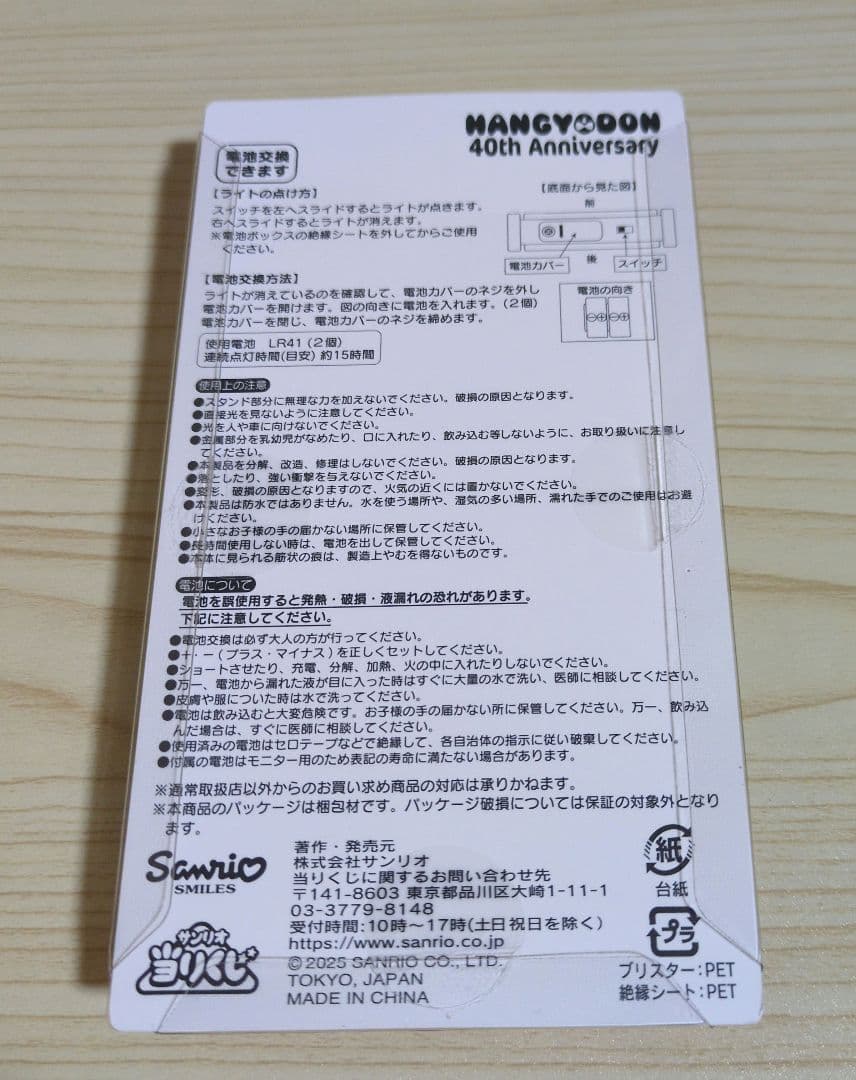 HANGYODON
40th Anniversary
電池交換
できます
【ライトの点け方】
スイッチを左へスライドするとライトが点きます。
右へスライドするとライトが消えます。
※電池ボックスの絶縁シートを外してからご使用
ください。
【底面から見た図】
前
電池カバー
後
スイッチ
【電池交換方法】
ライトが消えているのを確認して、電池カバーのネジを外し
電池カバーを開けます。図の向きに電池を入れます。(2個)
電池カバーを閉じ、電池カバーのネジを締めます。
電池の向き
⊖⊕⊖⊕
使用電池 LR41 (2個)
連続点灯時間(目安) 約15時間
使用上の注意
●スタンド部分に無理な力を加えないでください。破損の原因となります。
●直接光を見ないように注意してください。
●光を人や車に向けないでください。
●金属部分を乳幼児がなめたり、口に入れたり、飲み込む等しないように、お取り扱いに注意し
てください。
●本製品を分解、改造、修理はしないでください。破損の原因となります。
●落としたり、強い衝撃を与えないでください。
●変形、破損の原因となりますので、火気の近くには置かないでください。
●本製品は防水ではありません。水を使う場所や、湿気の多い場所、濡れた手でのご使用はお避
けください。
●小さなお子様の手の届かない場所に保管してください。
●長時間使用しない時は、電池を出して保管してください。
●本体に見られる筋状の痕は、製造上やむを得ないものです。
電池について
電池を誤使用すると発熱・破損・液漏れの恐れがあります。
下記に注意してください。
●電池交換は必ず大人の方が行ってください。
●+・−(プラス・マイナス)を正しくセットしてください。
●ショートさせたり、充電、分解、加熱、火の中に入れたりしないでください。
●万一、電池から漏れた液が目に入った時はすぐに大量の水で洗い、医師に相談してください。
●皮膚や服についた時は水で洗ってください。
●電池は飲み込むと大変危険です。お子様の手の届かない所に保管してください。万一、飲み込
んだ場合は、すぐに医師に相談してください。
●使用済みの電池はセロテープなどで絶縁して、各自治体の指示に従い破棄してください。
●付属の電池はモニター用のため表記の寿命に満たない場合があります。
※通常取扱店以外からのお買い求め商品の対応は承りかねます。
※本商品のパッケージは梱包材です。パッケージ破損については保証の対象外となり
ます。
Sanrio
SMILES
サンリオ
当りくじ
著作・発売元
株式会社サンリオ
当りくじに関するお問い合わせ先
〒141-8603 東京都品川区大崎1-11-1
03-3779-8148
受付時間:10時〜17時(土日祝日を除く)
https://www.sanrio.co.jp
© 2025 SANRIO CO., LTD.
TOKYO, JAPAN
MADE IN CHINA
紙
台紙
プラ
ブリスター:PET
絶縁シート:PET